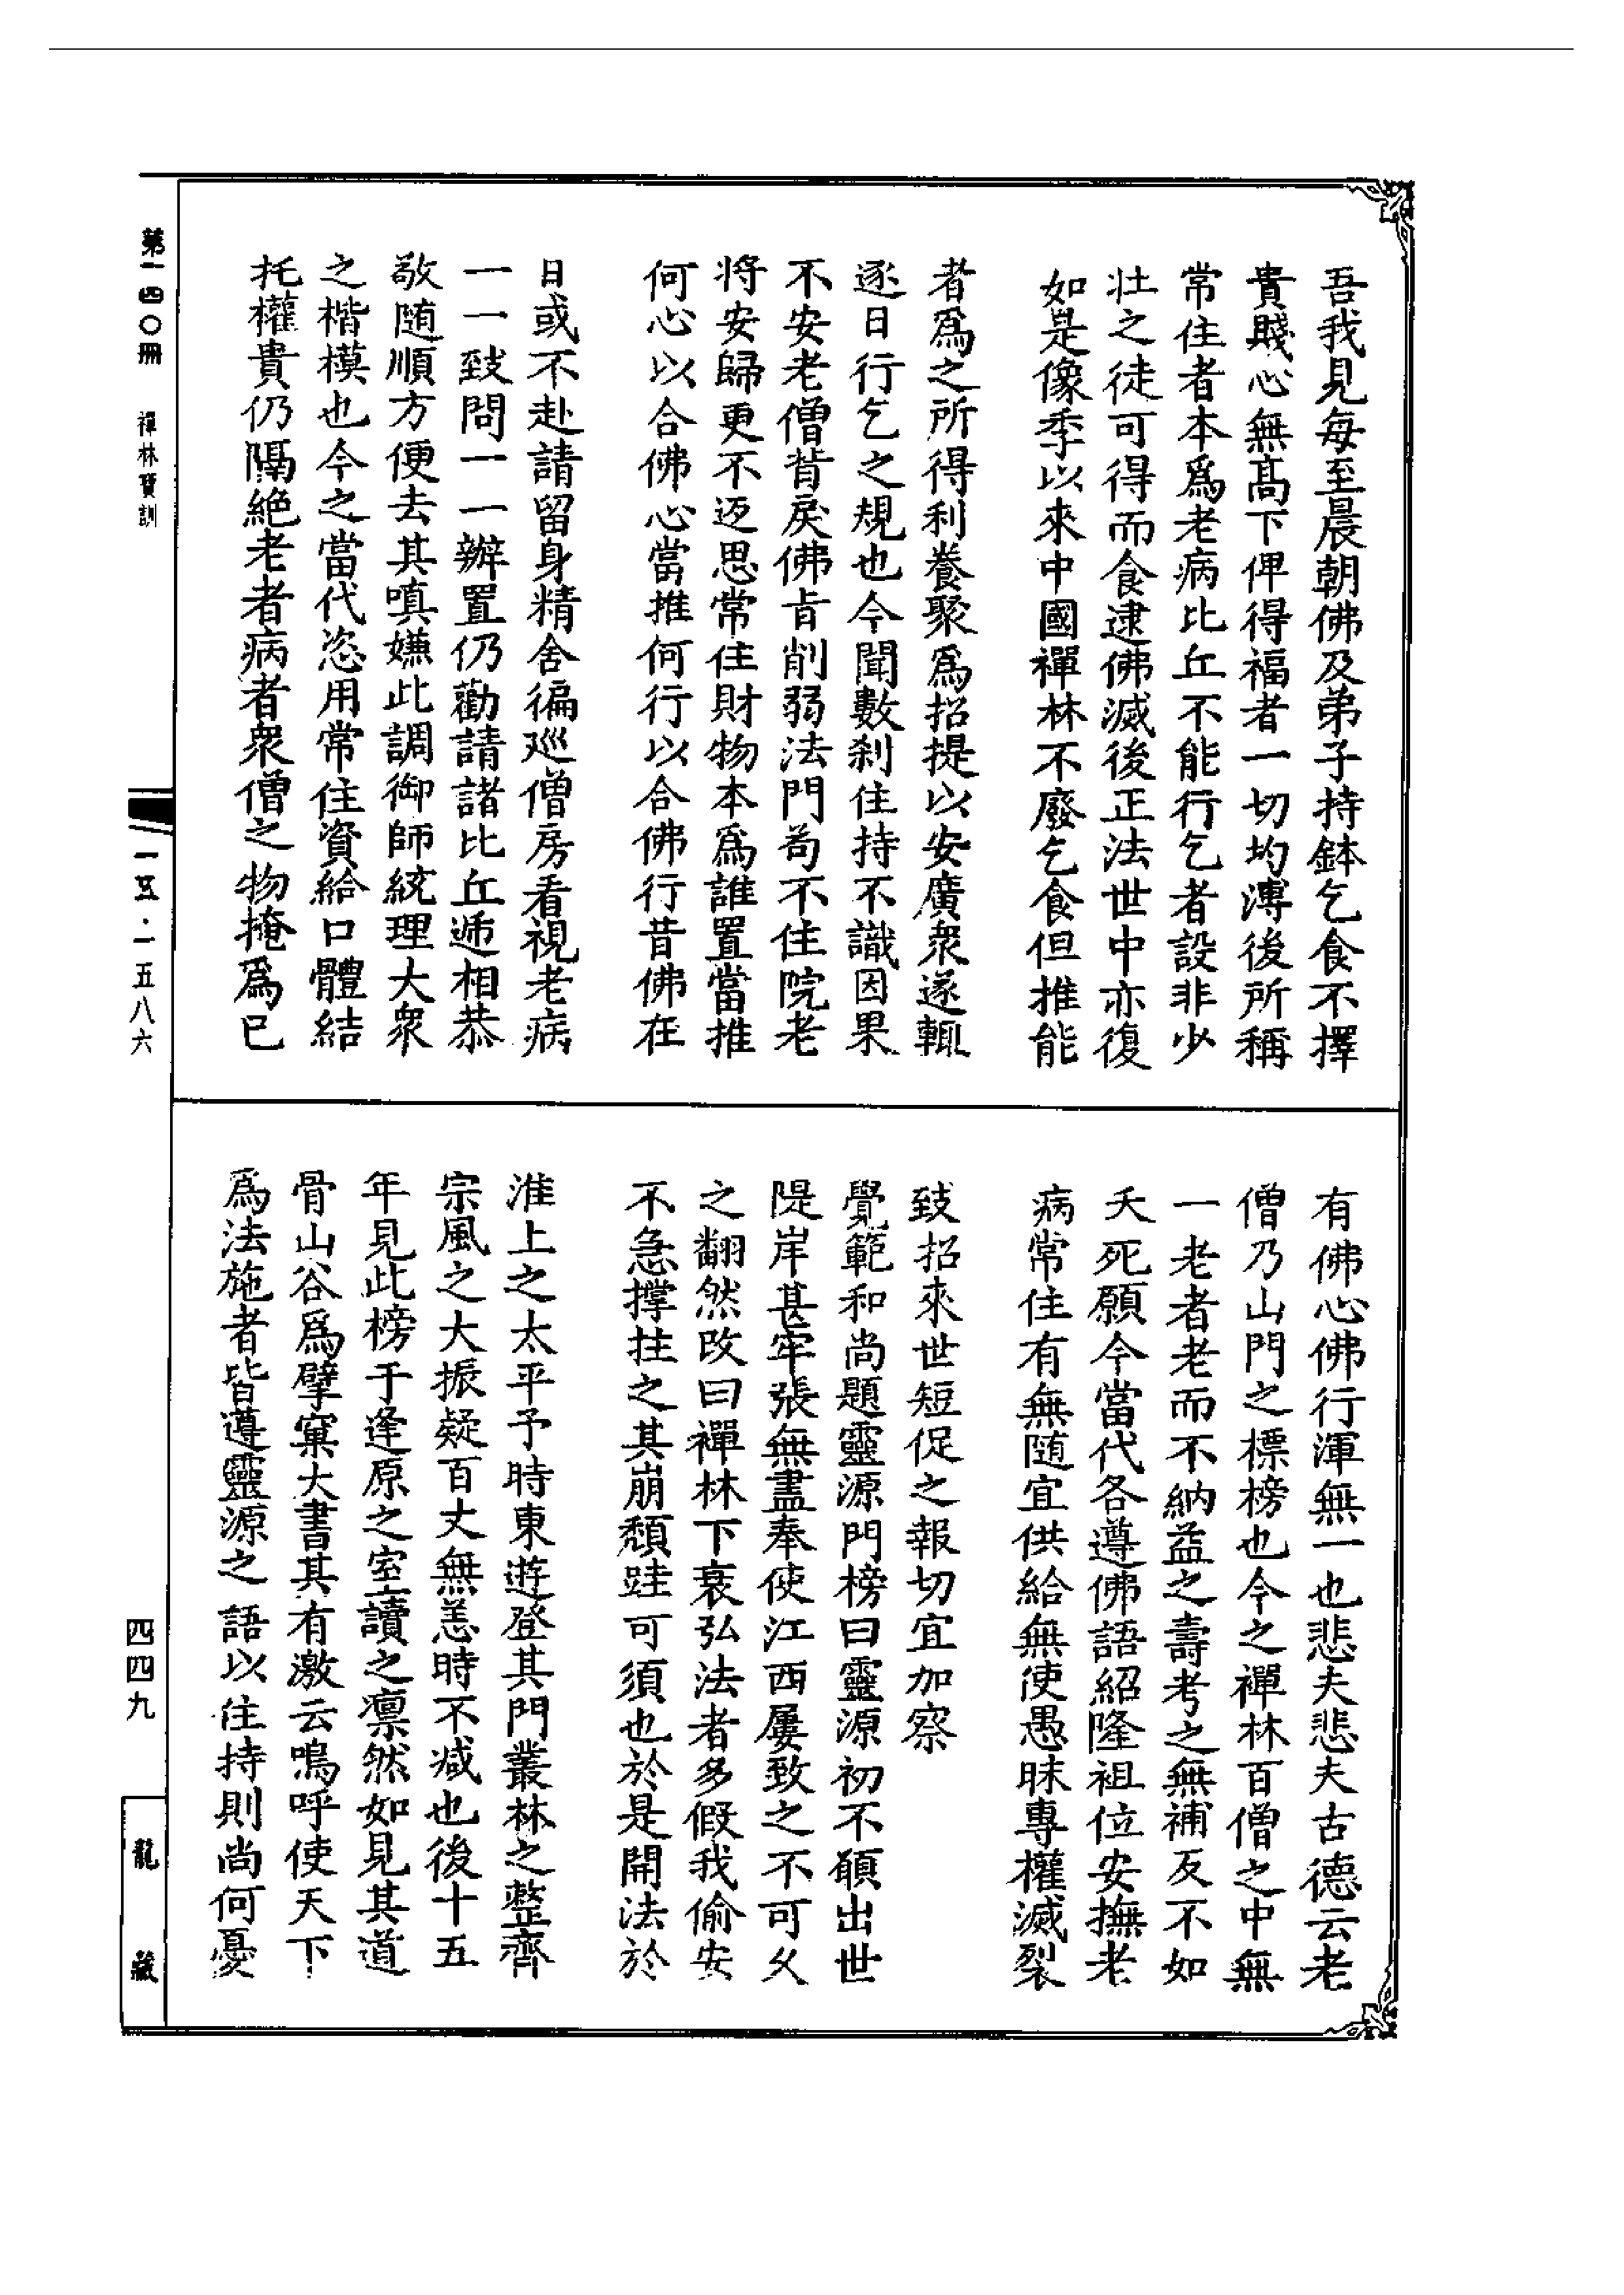 吾我見每至晨朝佛及弟子持鉢乞食不擇
貴賤心無高下俾得福者一切均溥後所稱
常住者本爲老病比丘不能行乞者設非少
壯之徒可得而食逮佛滅後正法世中亦復
如是像季以來中國禪林不廢乞食但推能
者爲之所得利養聚爲招提以安廣衆遂輒
逐日行乞之規也今聞數刹住持不識因果
不安老僧背戾佛旨削弱法門苟不住院老
將安歸更不返思常住財物本爲誰置當推
何心以合佛心當推何行以合佛行昔佛在
日或不赴請留身精舍徧巡僧房看視老病
一一致問一一辦置仍勸請諸比丘遞相恭
敬随順方便去其嗔嫌此調御師統理大衆
之楷模也今之當代恣用常住資給口體結
托權貴仍隔絶老者病者衆僧之物掩爲已
有佛心佛行渾無一也悲夫悲夫古德云老
僧乃山門之標榜也今之禪林百僧之中無
一老者老而不納益之壽考之無補反不如
夭死願今當代各遵佛語紹隆祖位安撫老
病常住有無随宜供給無使愚昧專權滅裂
致招來世短促之報切宜加察
覺範和尚題靈源門榜曰靈源初不願出世
隄岸甚牢張無盡奉使江西屢致之不可久
之翻然改曰禪林下衰弘法者多假我偷安
不急撑拄之其崩頹跬可須也於是開法於
淮上之太平予時東遊登其門叢林之整齊
宗風之大振疑百丈無恙時不減也後十五
年見此榜于逢原之室讀之凛然如見其道
骨山谷爲擘窠大書其有激云嗚呼使天下
爲法施者皆遵靈源之語以住持則尚何憂
第一四〇冊 禪林寶訓
一五·一五八六
四四九
龍藏